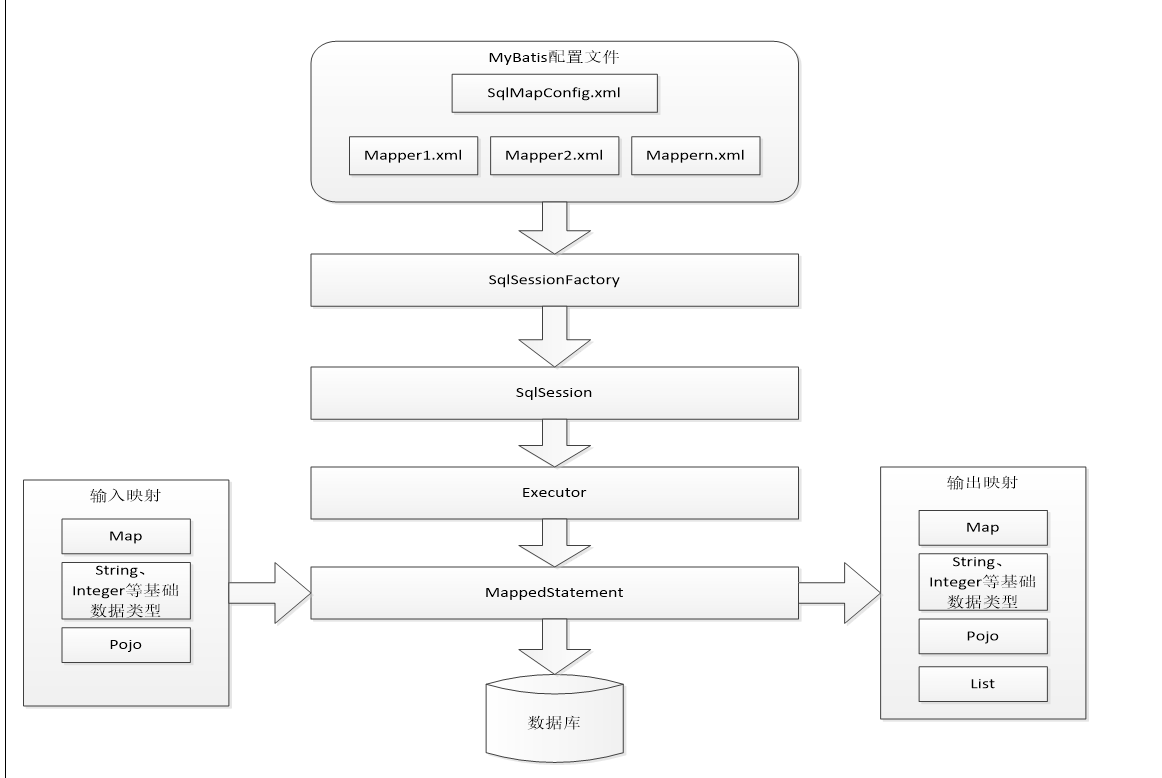 MyBatis配置文件
SqlMapConfig.xml
Mapper1.xml
Mapper2.xml
Mappern.xml
SqlSessionFactory
SqlSession
Executor
输入映射
Map
String、
Integer等基础
数据类型
Pojo
MappedStatement
输出映射
Map
String、
Integer等基础
数据类型
Pojo
List
数据库